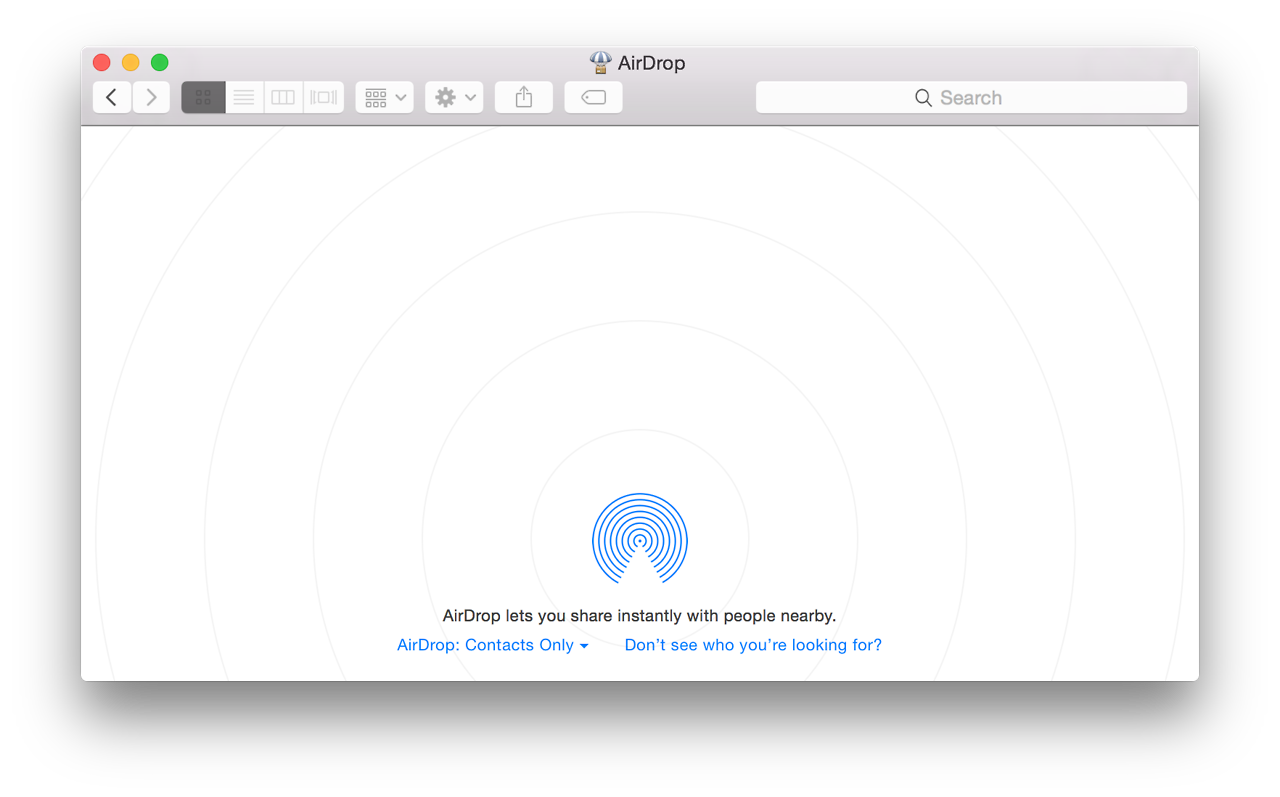 AirDrop
Search
AirDrop lets you share instantly with people nearby.
AirDrop: Contacts Only Don’t see who you’re looking for?